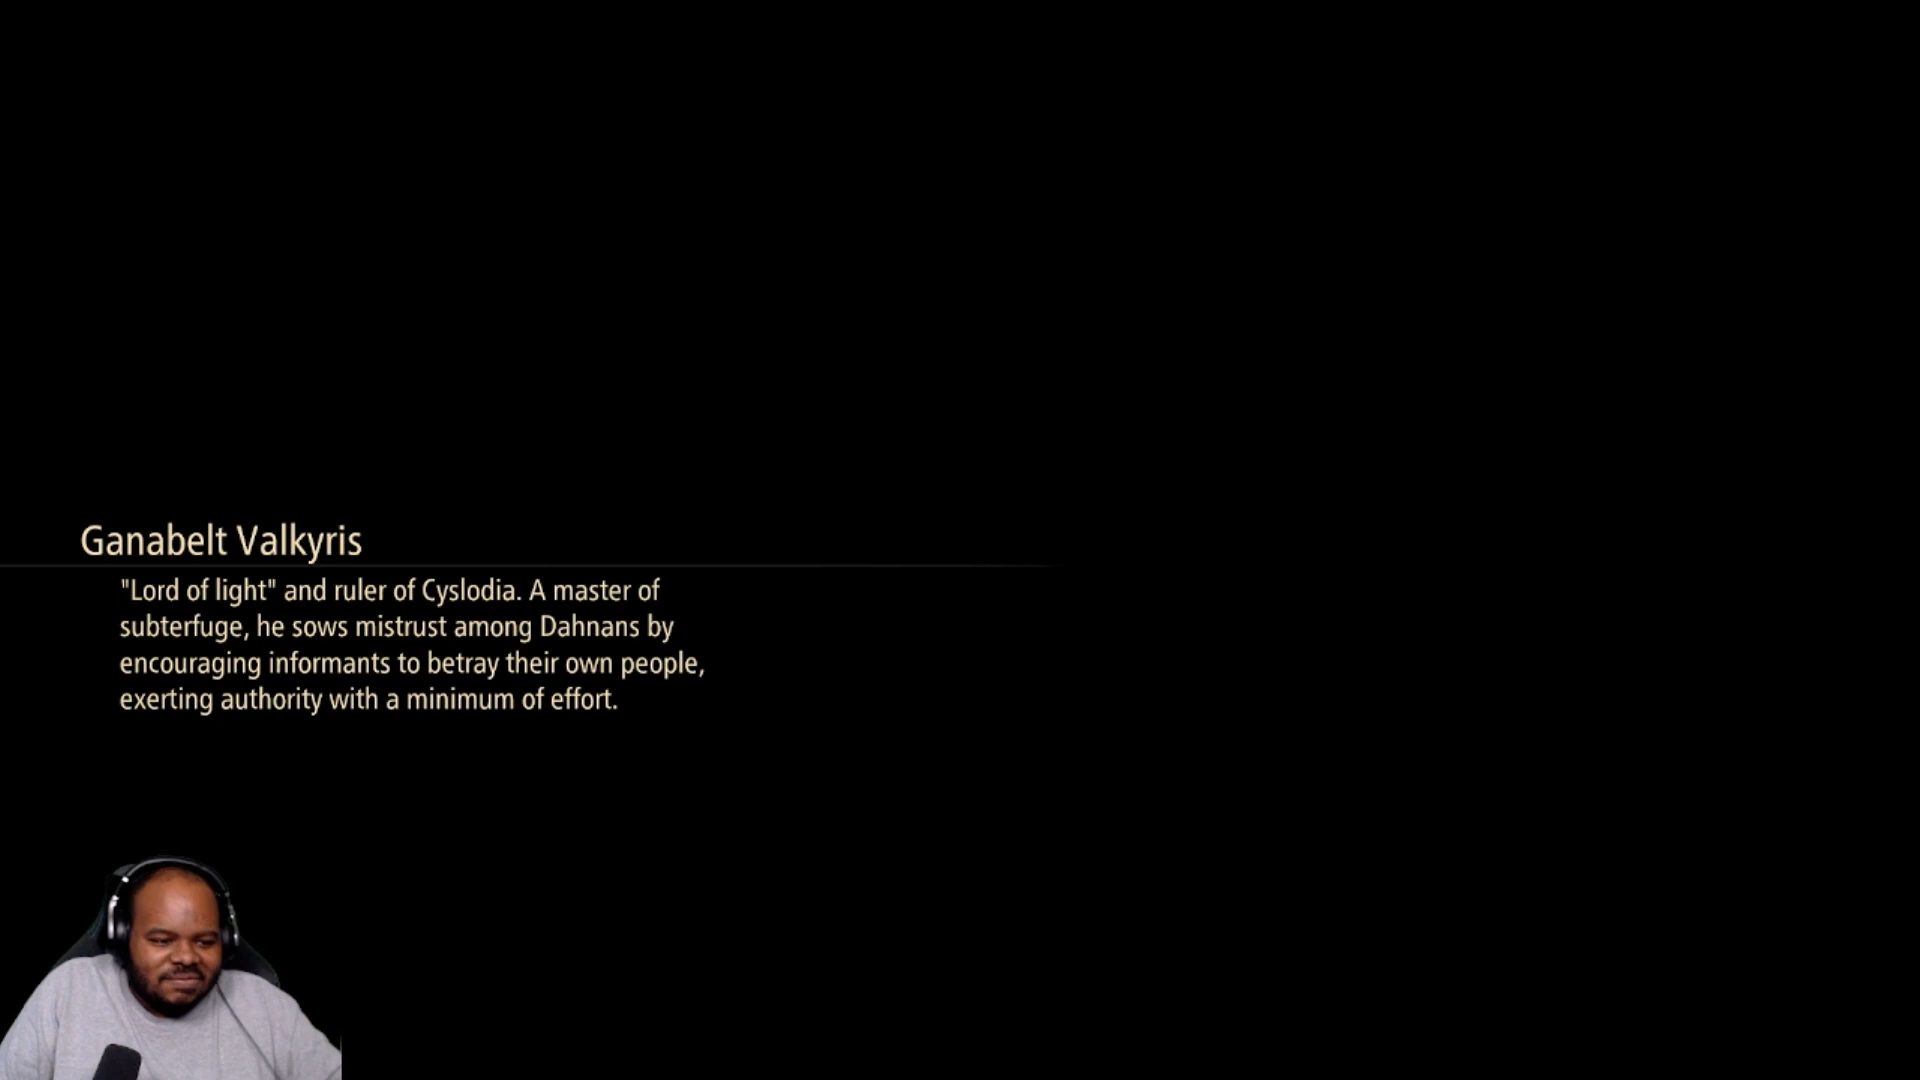 Ganabelt Valkyris
"Lord of light" and ruler of Cyslodia. A master of
subterfuge, he sows mistrust among Dahnans by
encouraging informants to betray their own people,
exerting authority with a minimum of effort.